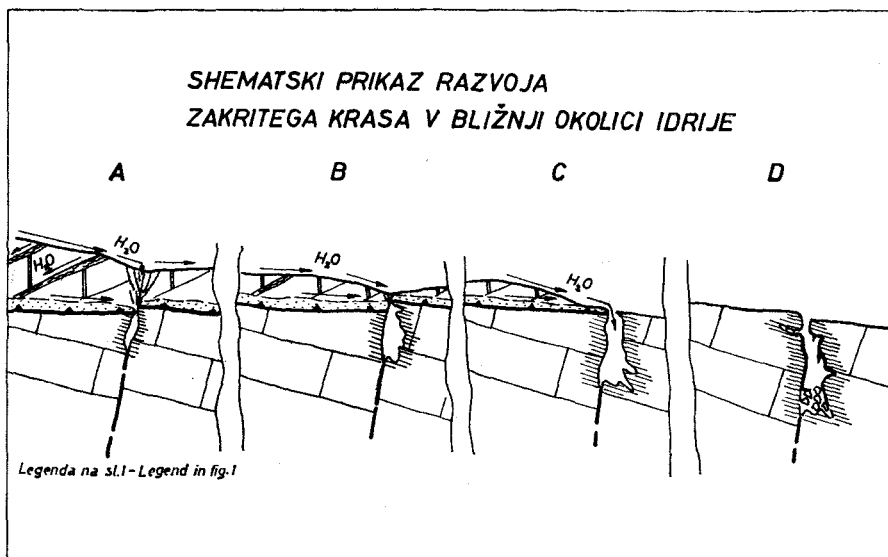 SHEMATSKI PRIKAZ RAZVOJA
ZAKRITEGA KRASA V BLIŽNJI OKOLICI IDRIJE
A B C D
H₂O
H₂O
H₂O
H₂O
Legenda na sl.1-Legend in fig.1